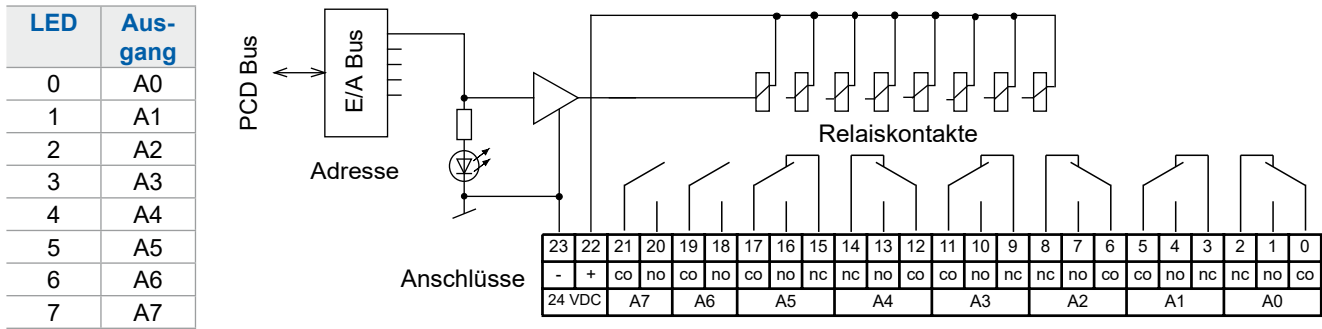 LED Aus-
gang
0 A0
1 A1
2 A2
3 A3
4 A4
5 A5
6 A6
7 A7
PCD Bus
E/A Bus
Adresse
Relaiskontakte
Anschlüsse
23 22 21 20 19 18 17 16 15 14 13 12 11 10 9 8 7 6 5 4 3 2 1 0
- + co no co no co no nc nc no co co no nc nc no co co no nc nc no co
24 VDC A7 A6 A5 A4 A3 A2 A1 A0